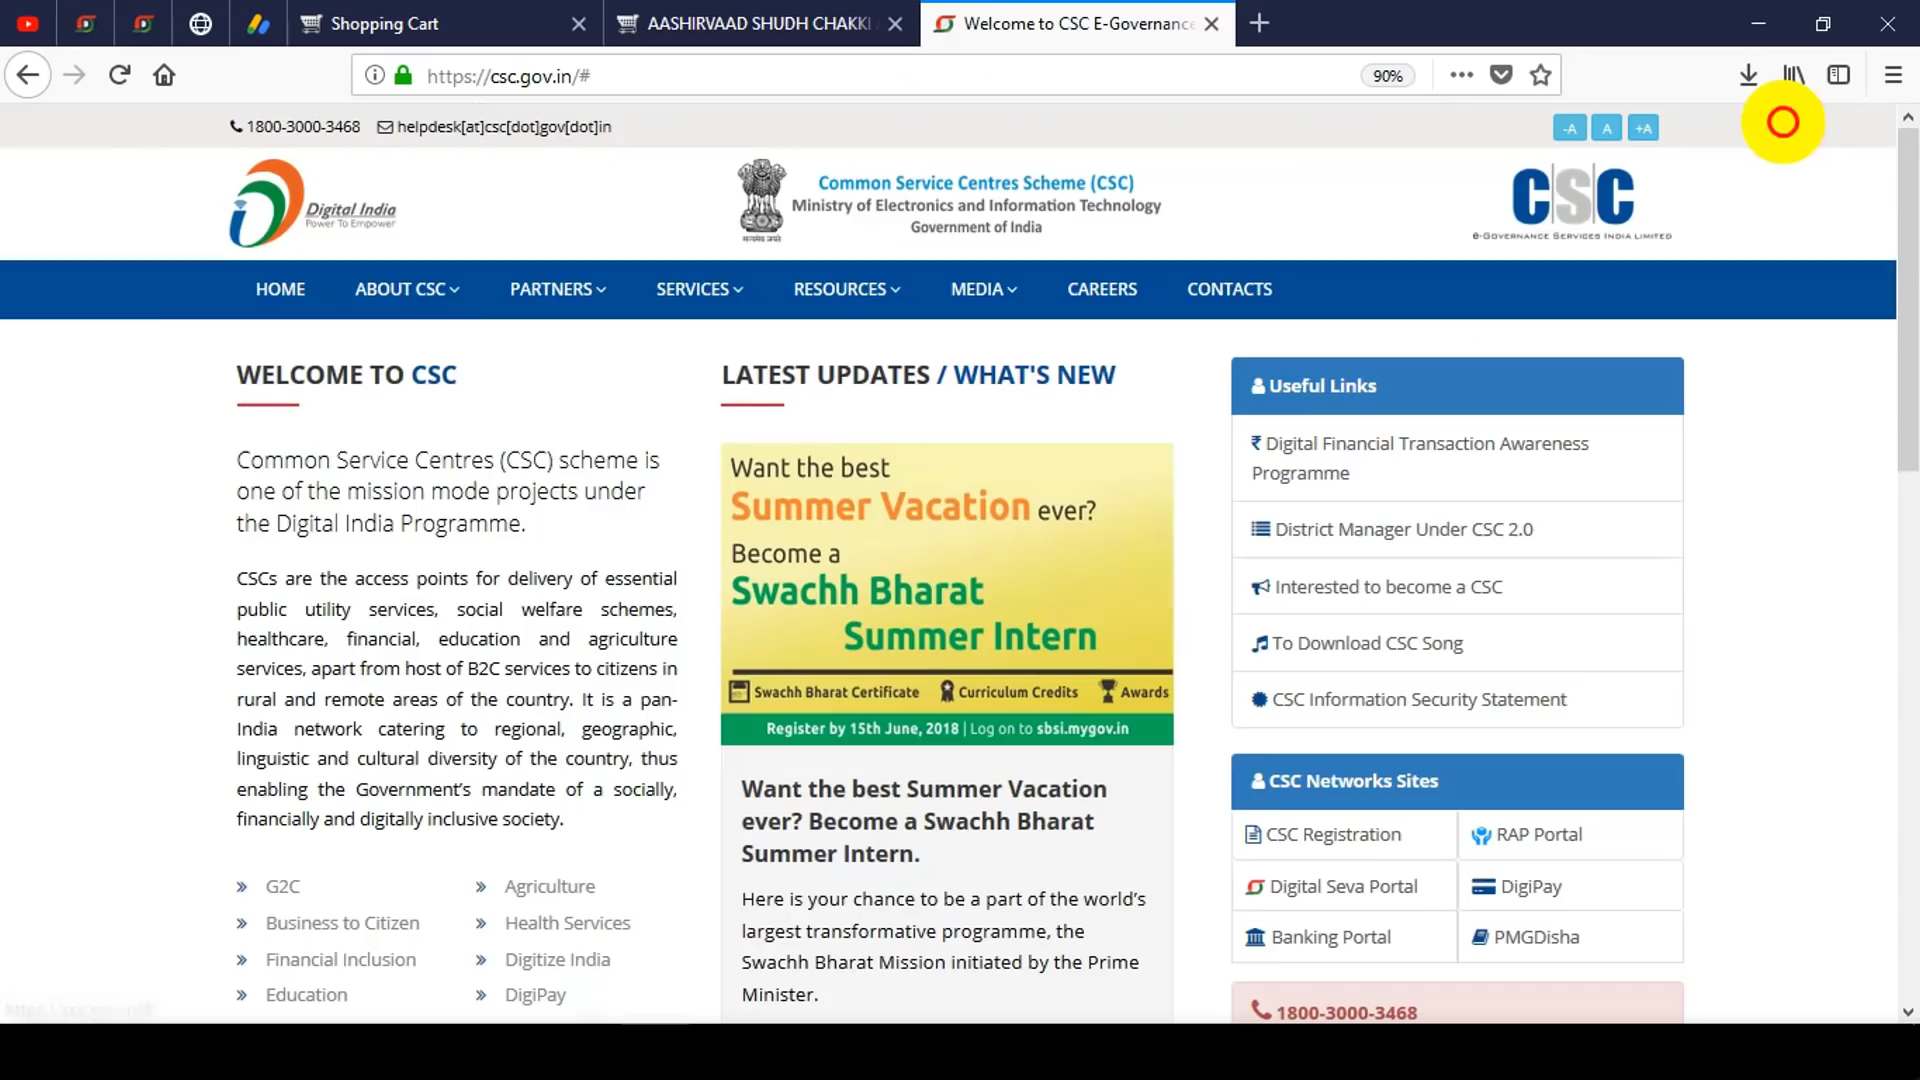 Shopping Cart
AASHIRVAAD SHUDH CHAKKI
Welcome to CSC E-Governance
https://csc.gov.in/#
90%
1800-3000-3468 helpdesk[at]csc[dot]gov[dot]in
-A A +A
Digital India
Power To Empower
सत्यमेव जयते
Common Service Centres Scheme (CSC)
Ministry of Electronics and Information Technology
Government of India
CSC
e-GOVERNANCE SERVICES INDIA LIMITED
HOME ABOUT CSC PARTNERS SERVICES RESOURCES MEDIA CAREERS CONTACTS
WELCOME TO CSC
Common Service Centres (CSC) scheme is
one of the mission mode projects under
the Digital India Programme.
CSCs are the access points for delivery of essential
public utility services, social welfare schemes,
healthcare, financial, education and agriculture
services, apart from host of B2C services to citizens in
rural and remote areas of the country. It is a pan-
India network catering to regional, geographic,
linguistic and cultural diversity of the country, thus
enabling the Government's mandate of a socially,
financially and digitally inclusive society.
G2C Agriculture
Business to Citizen Health Services
Financial Inclusion Digitize India
Education DigiPay
LATEST UPDATES / WHAT'S NEW
Want the best
Summer Vacation ever?
Become a
Swachh Bharat
Summer Intern
Swachh Bharat Certificate Curriculum Credits Awards
Register by 15th June, 2018 | Log on to sbsi.mygov.in
Want the best Summer Vacation
ever? Become a Swachh Bharat
Summer Intern.
Here is your chance to be a part of the world's
largest transformative programme, the
Swachh Bharat Mission initiated by the Prime
Minister.
Useful Links
₹ Digital Financial Transaction Awareness
Programme
District Manager Under CSC 2.0
Interested to become a CSC
To Download CSC Song
CSC Information Security Statement
CSC Networks Sites
CSC Registration RAP Portal
Digital Seva Portal DigiPay
Banking Portal PMGDisha
1800-3000-3468